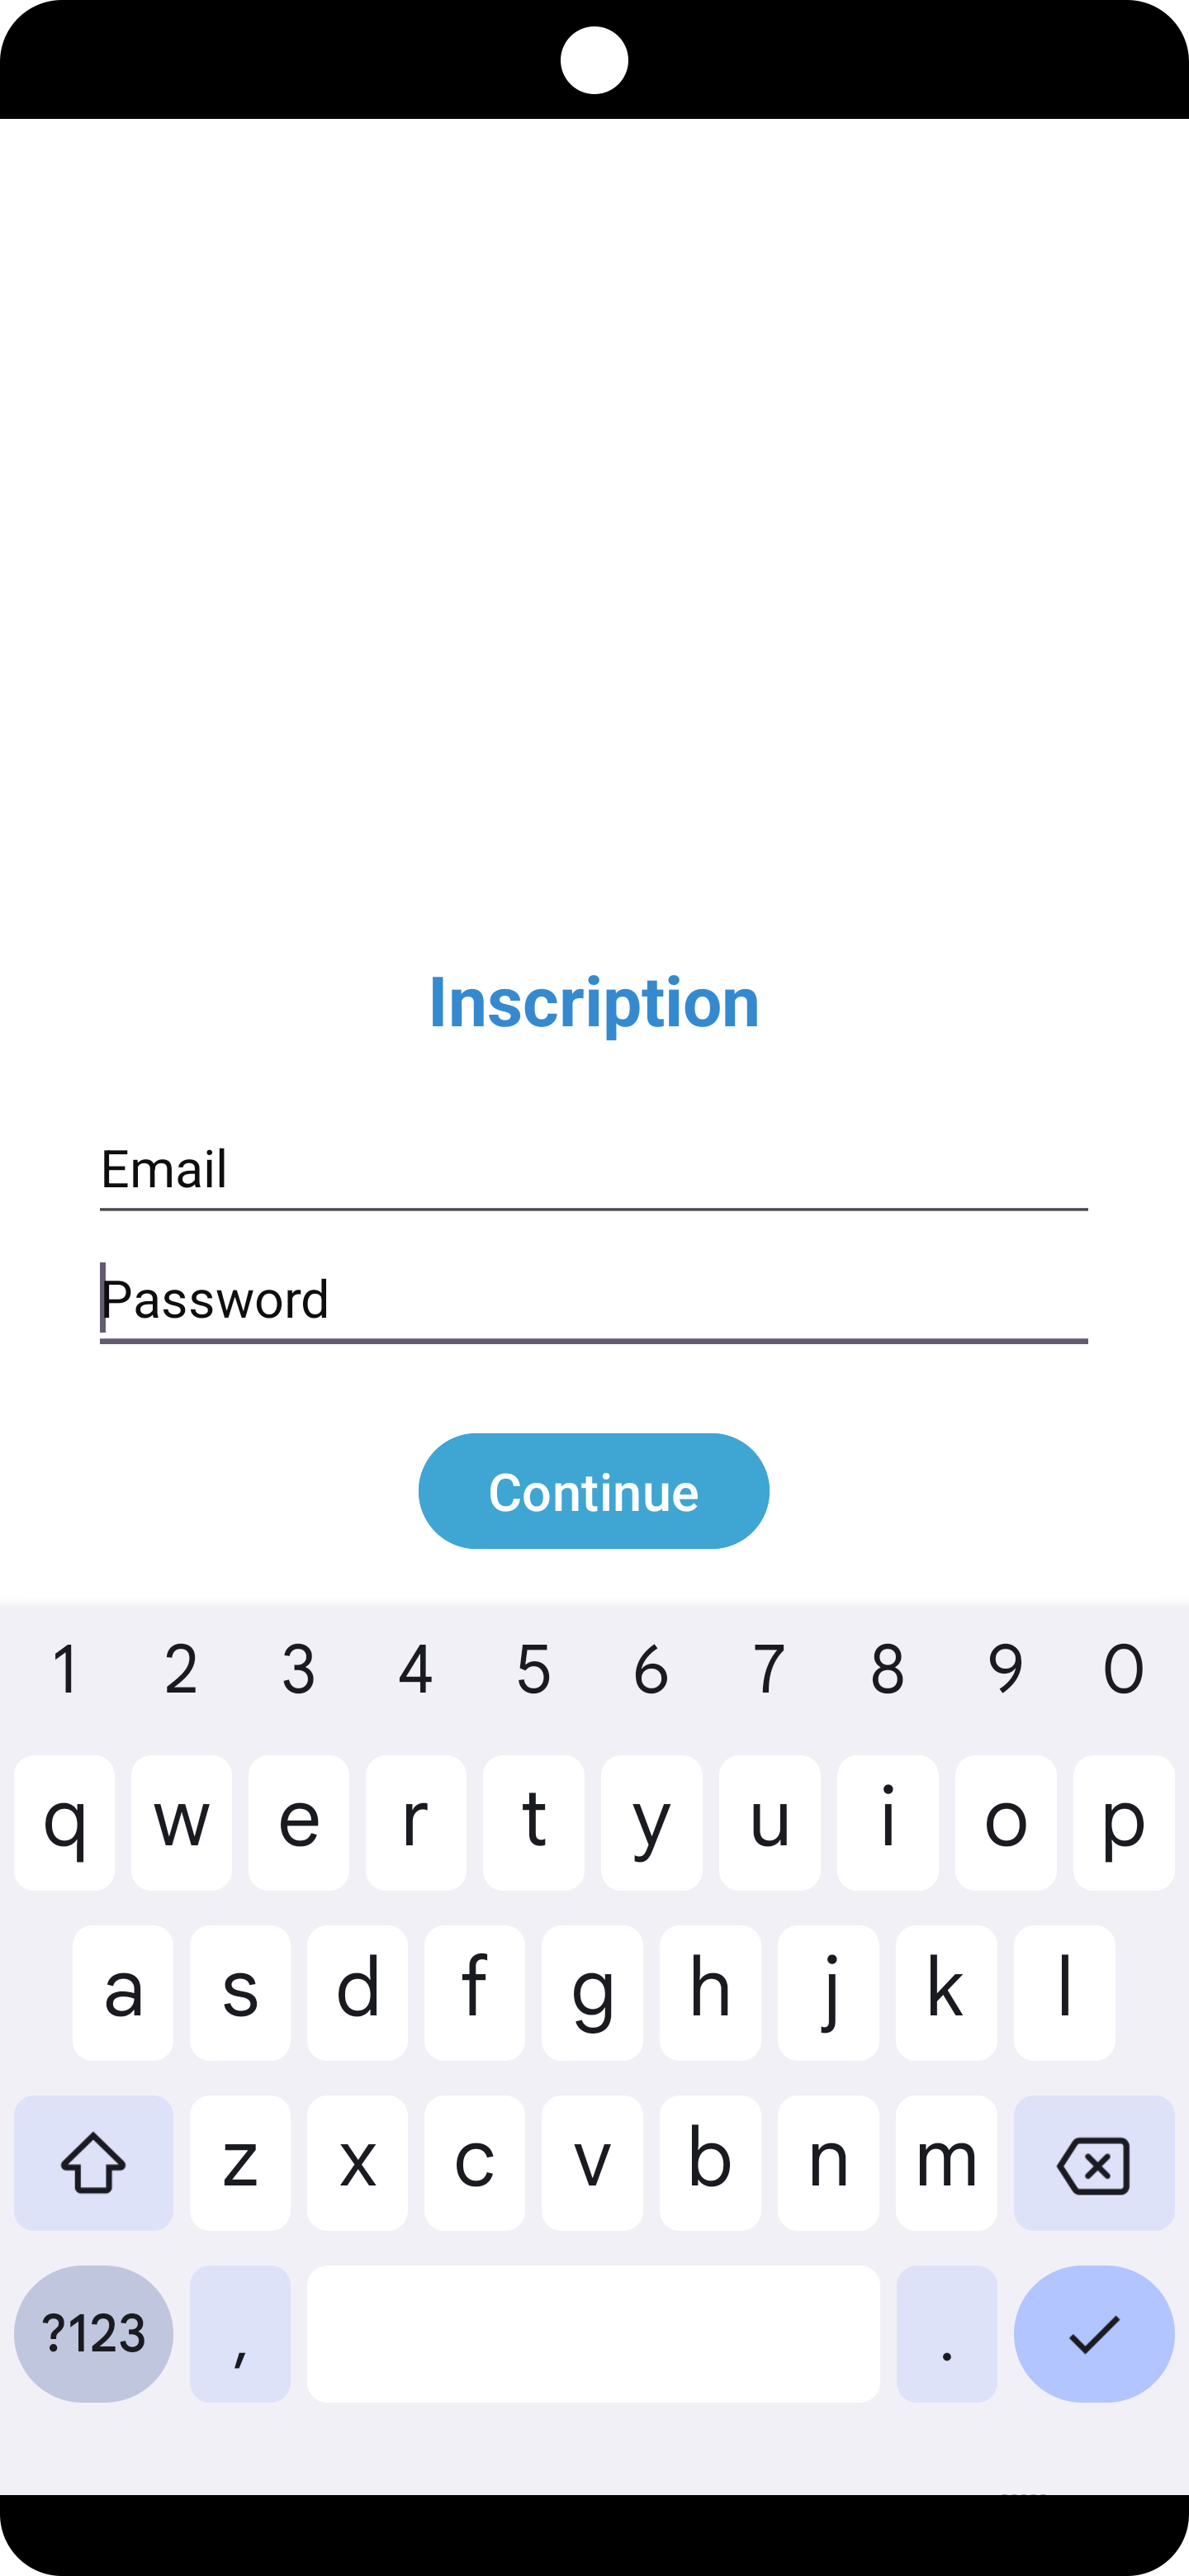 Inscription
Email
Password
Continue
1 2 3 4 5 6 7 8 9 0
q w e r t y u i o p
a s d f g h j k l
z x c v b n m
?123 , .